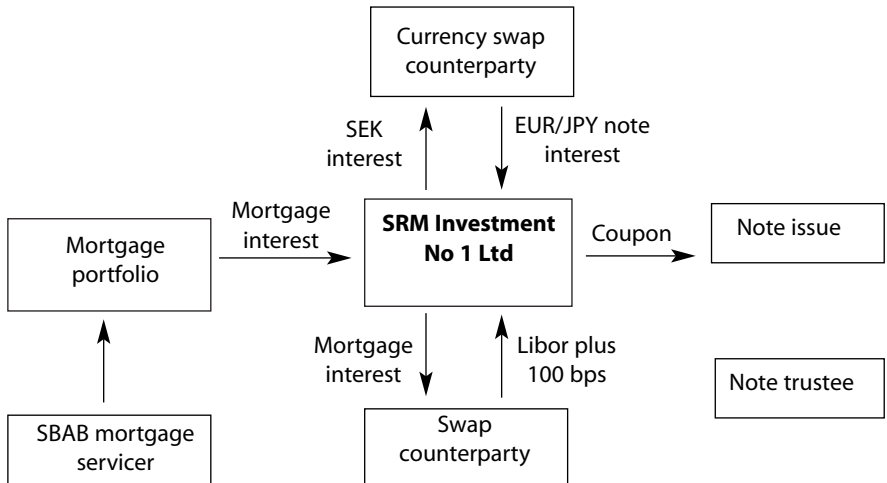 Currency swap
counterparty
SEK
interest
EUR/JPY note
interest
Mortgage
interest
SRM Investment
No 1 Ltd
Coupon
Note issue
Mortgage
portfolio
Mortgage
interest
Libor plus
100 bps
Note trustee
SBAB mortgage
servicer
Swap
counterparty